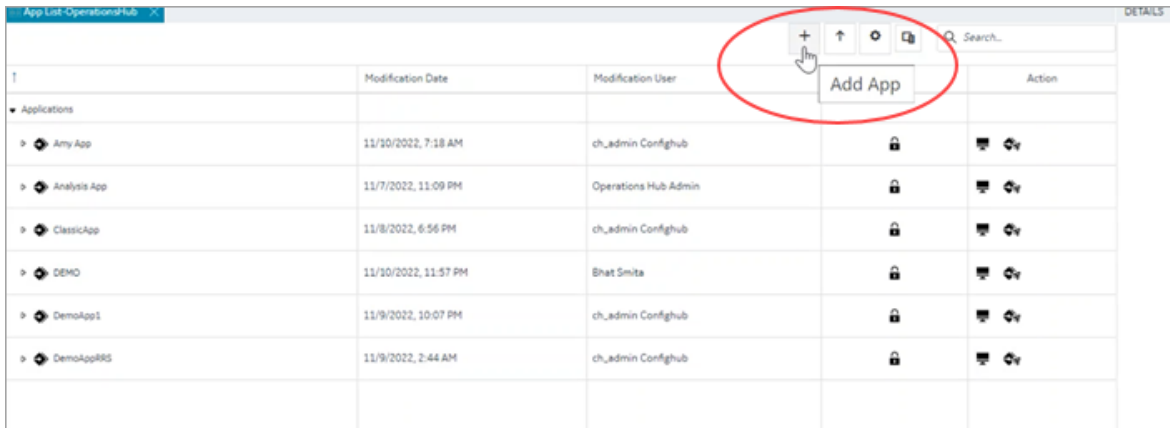 App List-OperationsHub
DETAILS
Search...
Add App
Modification Date Modification User Action
Applications
Amy App 11/10/2022, 7:18 AM ch_admin Confighub
Analysis App 11/7/2022, 11:09 PM Operations Hub Admin
ClassicApp 11/8/2022, 6:56 PM ch_admin Confighub
DEMO 11/10/2022, 11:57 PM Bhat Smita
DemoApp1 11/9/2022, 10:07 PM ch_admin Confighub
DemoAppRRS 11/9/2022, 2:44 AM ch_admin Confighub